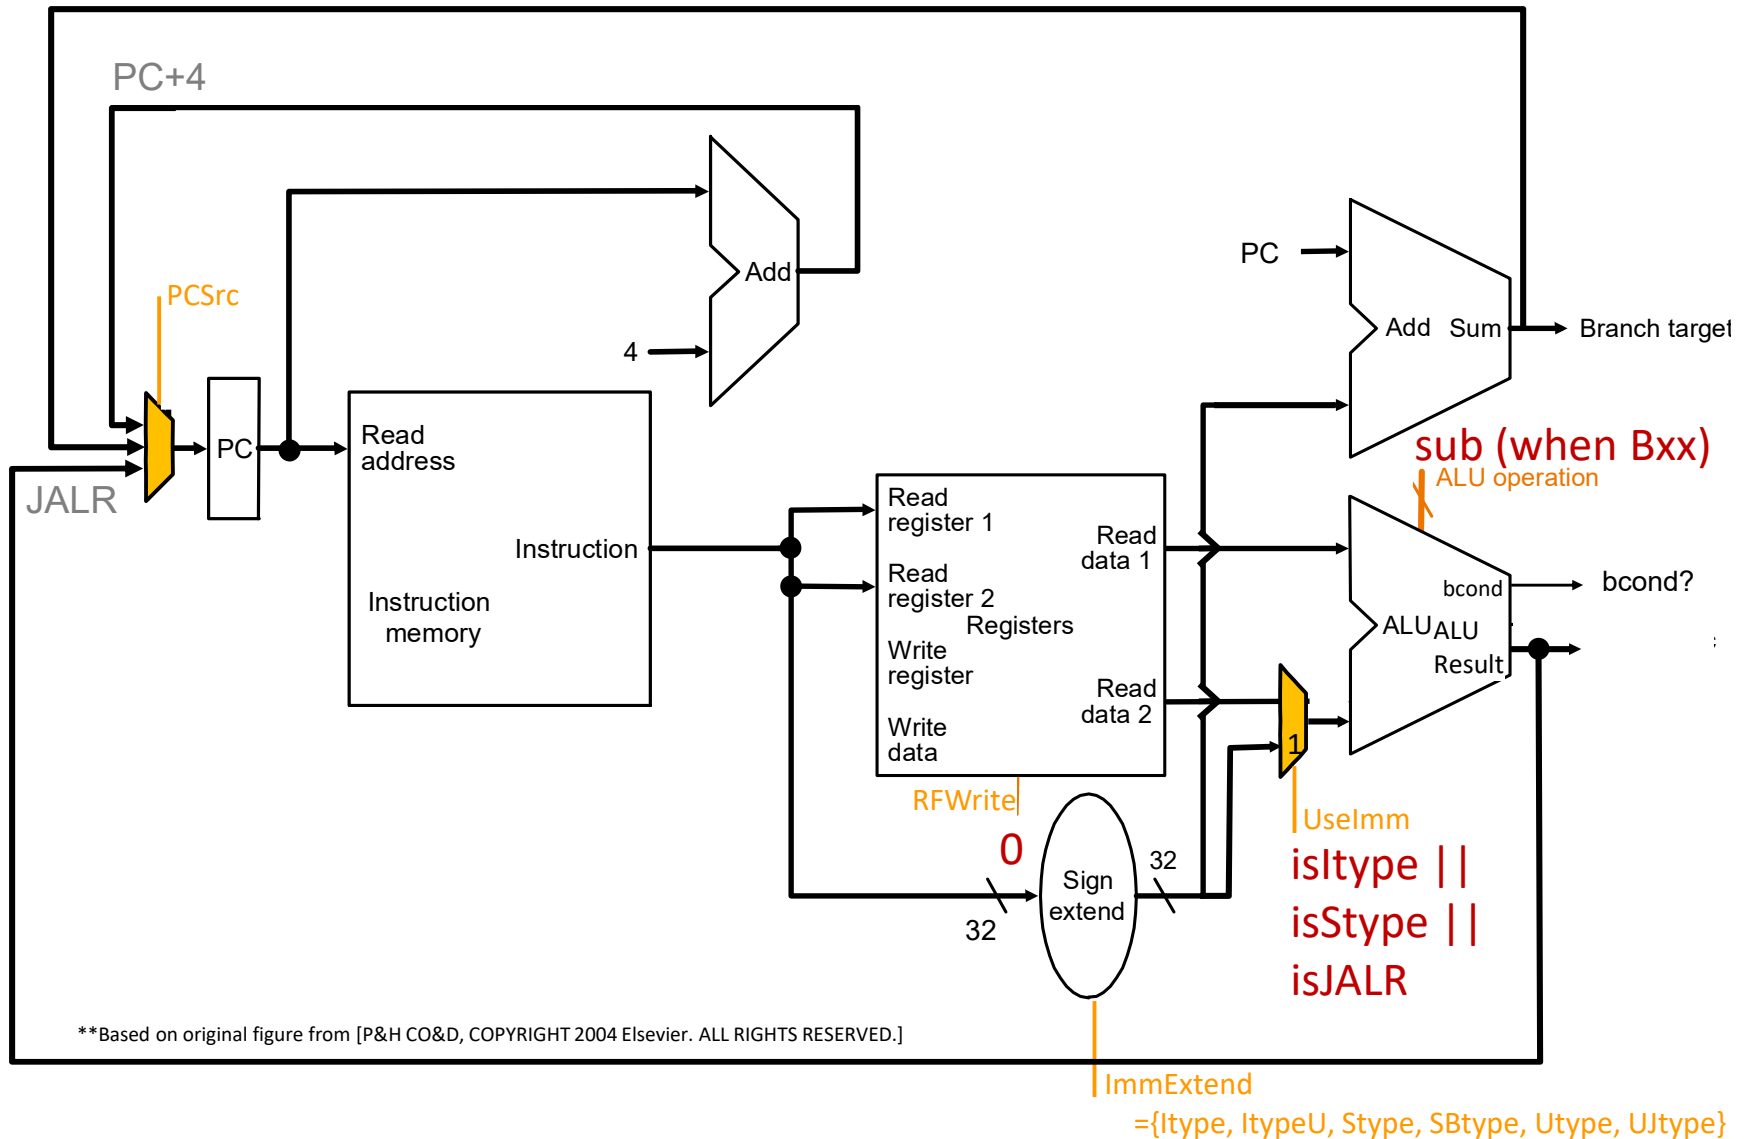 PC+4
PCSrc
Add
4
PC
JALR
Read
address
Instruction
Instruction
memory
Read
register 1
Read
register 2
Registers
Write
register
Write
data
Read
data 1
Read
data 2
RFWrite
0
32
Sign
extend
32
PC
Add Sum
Branch target
sub (when Bxx)
ALU operation
bcond
bcond?
ALU
ALU
Result
1
UseImm
isItype ||
isStype ||
isJALR
**Based on original figure from [P&H CO&D, COPYRIGHT 2004 Elsevier. ALL RIGHTS RESERVED.]
ImmExtend
={Itype, ItypeU, Stype, SBtype, Utype, UJtype}